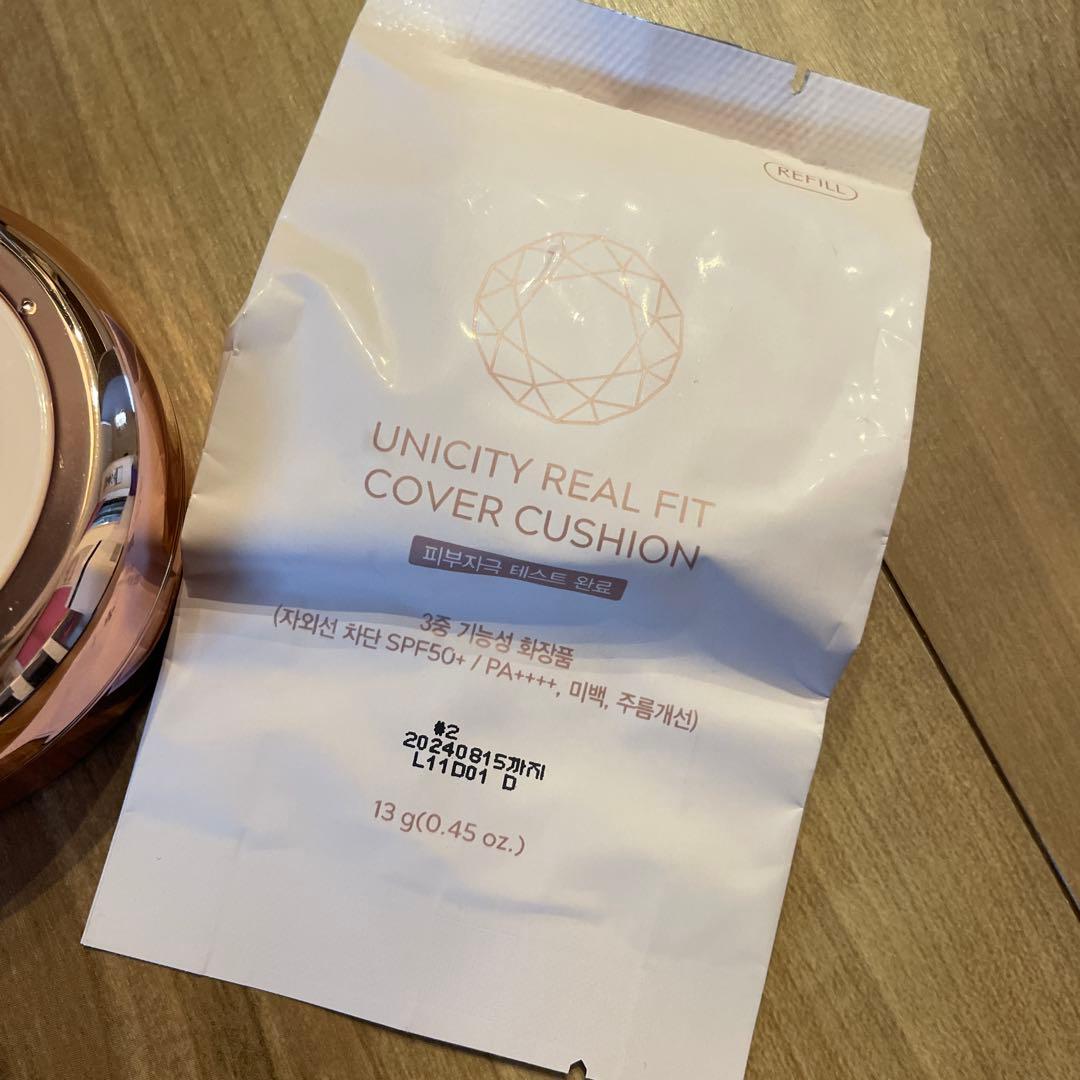 REFILL
UNICITY REAL FIT
COVER CUSHION
피부자극 테스트 완료
3중 기능성 화장품
(자외선 차단 SPF50+ / PA++++, 미백, 주름개선)
#2
20240815까지
L11D01 D
13 g(0.45 oz.)